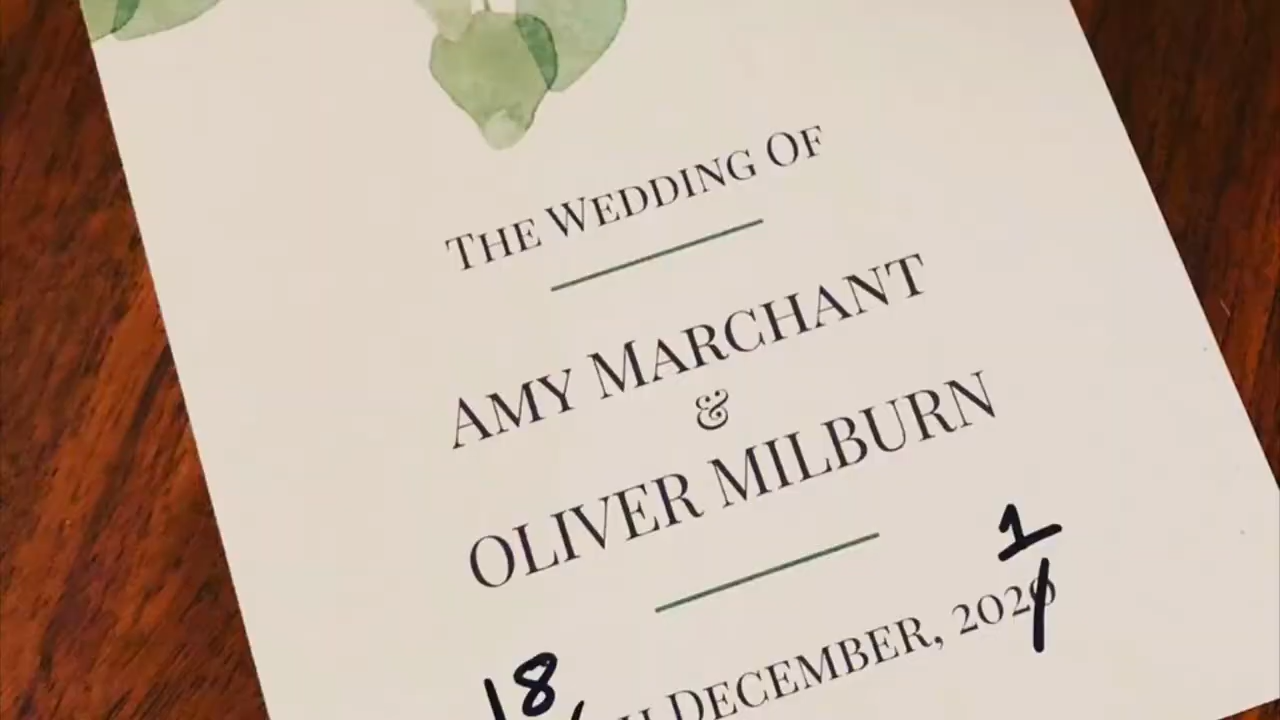 THE WEDDING OF
AMY MARCHANT
&
OLIVER MILBURN
1
18
DECEMBER, 2020